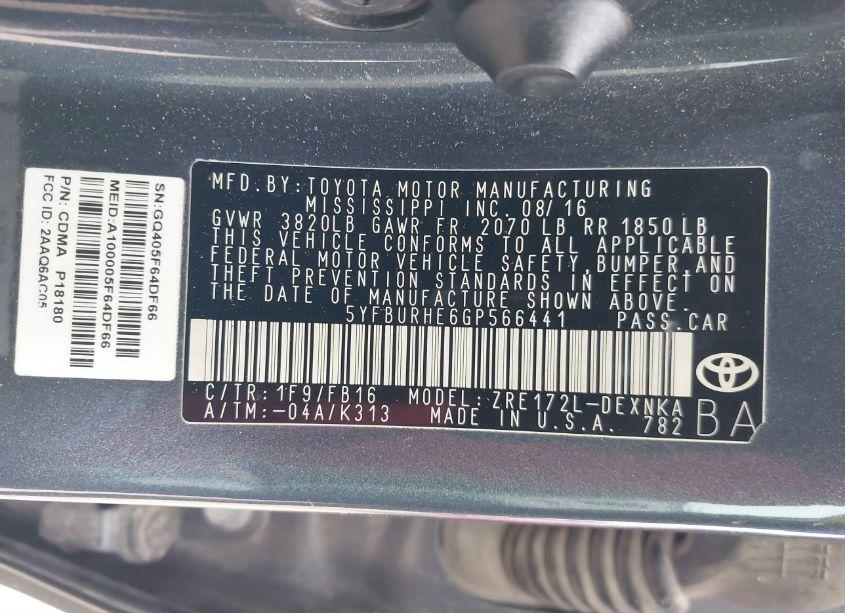 SN:GQ405F64DF66
MEID:A100005F64DF66
P/N: CDMA P18180
FCC ID: 2AAQ6AG05
MFD.BY:TOYOTA MOTOR MANUFACTURING
MISSISSIPPI INC. 08/16
GVWR 3820LB GAWR FR. 2070 LB RR 1850 LB
THIS VEHICLE CONFORMS TO ALL APPLICABLE
FEDERAL MOTOR VEHICLE SAFETY,BUMPER,AND
THEFT PREVENTION STANDARDS IN EFFECT ON
THE DATE OF MANUFACTURE SHOWN ABOVE.
5YFBURHE6GP566441 PASS.CAR
C/TR: 1F9/FB16 MODEL: ZRE172L-DEXNKA
A/TM:-04A/K313 MADE IN U.S.A. 782
BA